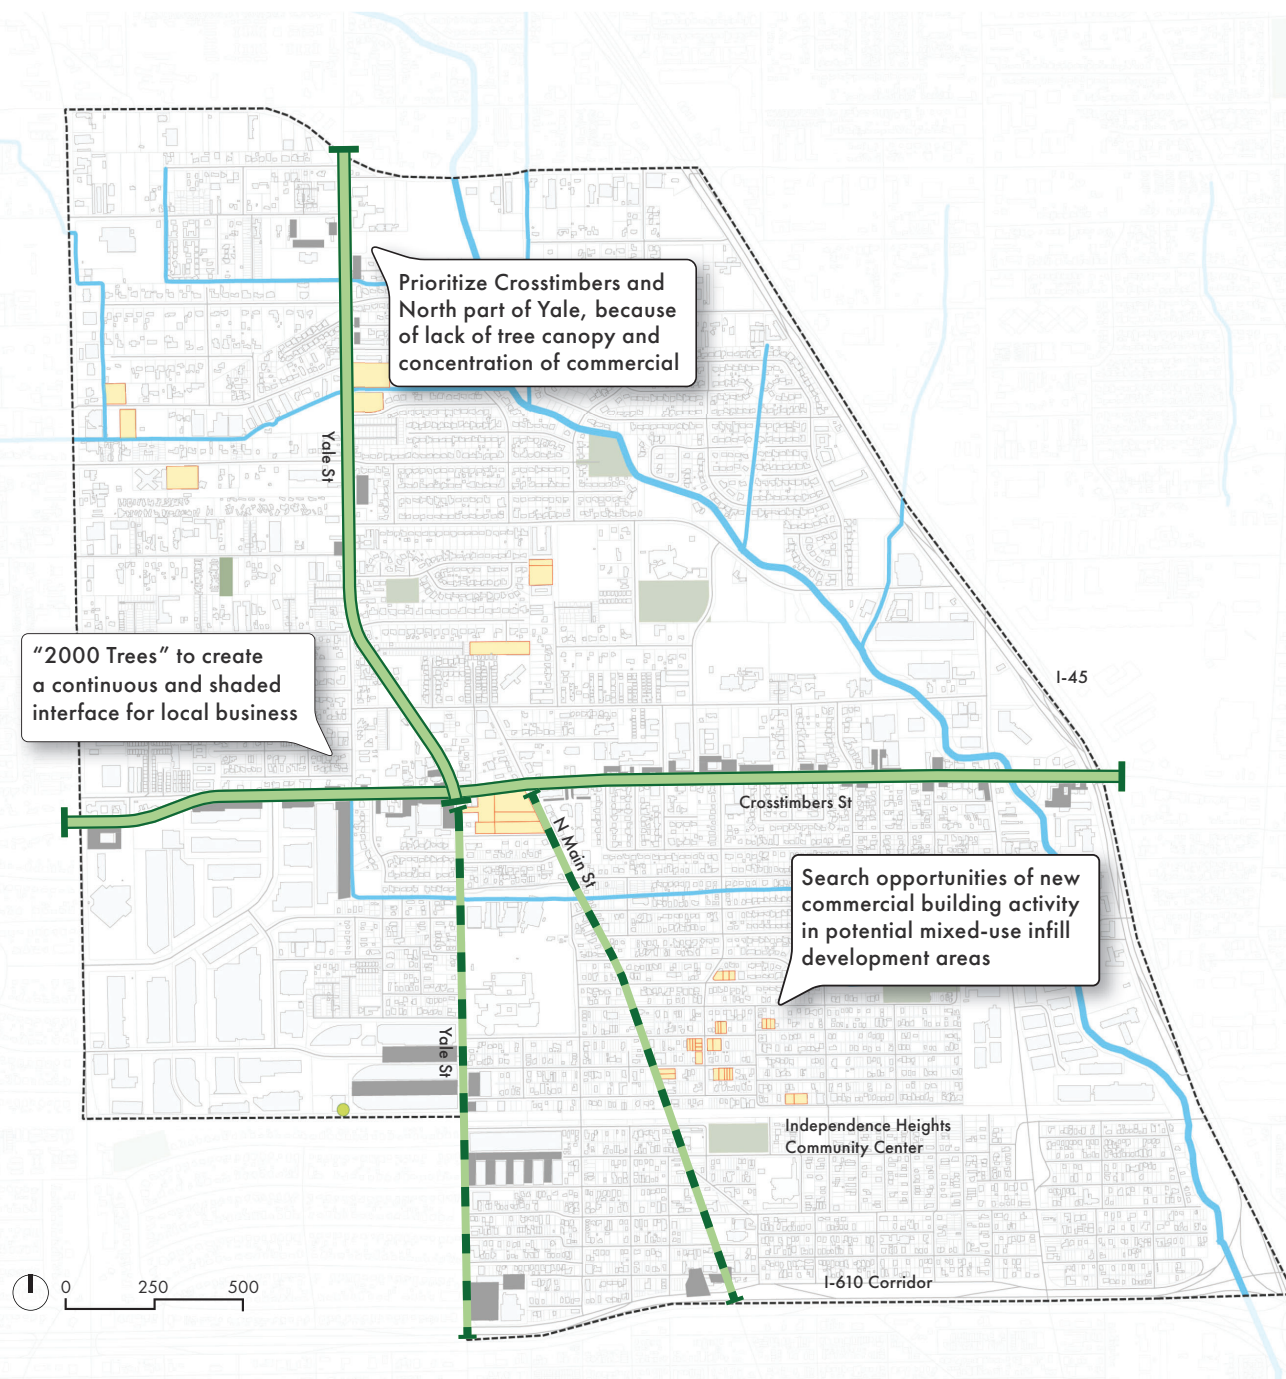 Prioritize Crosstimbers and
North part of Yale, because
of lack of tree canopy and
concentration of commercial
Yale St
“2000 Trees” to create
a continuous and shaded
interface for local business
I-45
Crosstimbers St
N Main St
Search opportunities of new
commercial building activity
in potential mixed-use infill
development areas
Yale St
Independence Heights
Community Center
I-610 Corridor
0 250 500